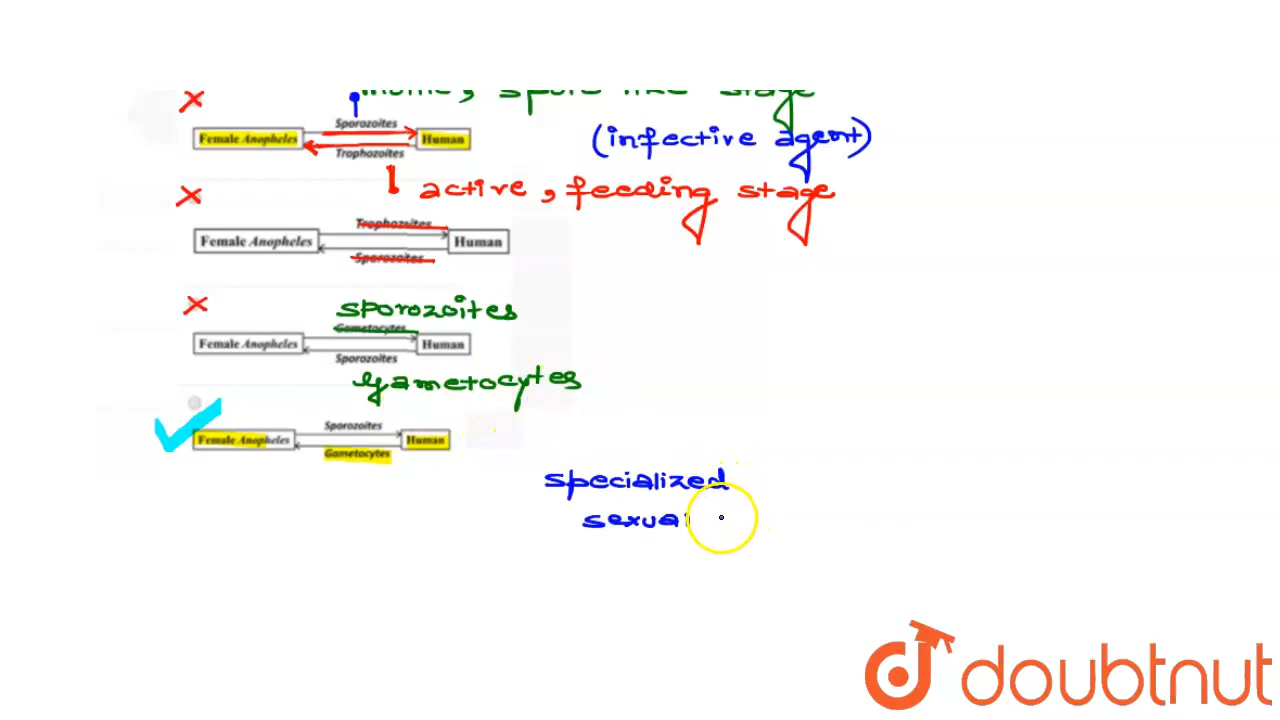 motile, spore like stage
Sporozoites
Female Anopheles
Human
Trophozoites
(infective agent)
active, feeding stage
Trophozoites
Female Anopheles
Human
Sporozoites
sporozoites
Gametocytes
Female Anopheles
Human
Sporozoites
Gametocytes
Sporozoites
Female Anopheles
Human
Gametocytes
specialized
sexual
doubtnut